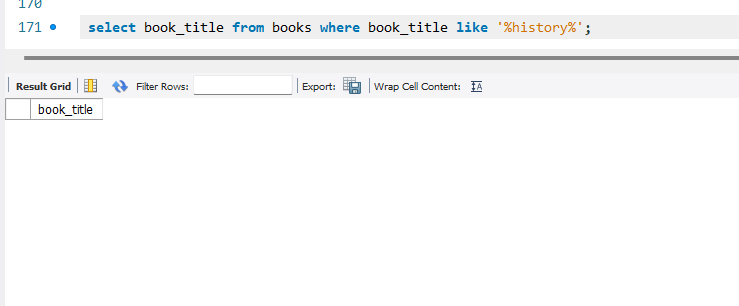 170
171 select book_title from books where book_title like '%history%';
Result Grid Filter Rows: Export: Wrap Cell Content: IA
book_title